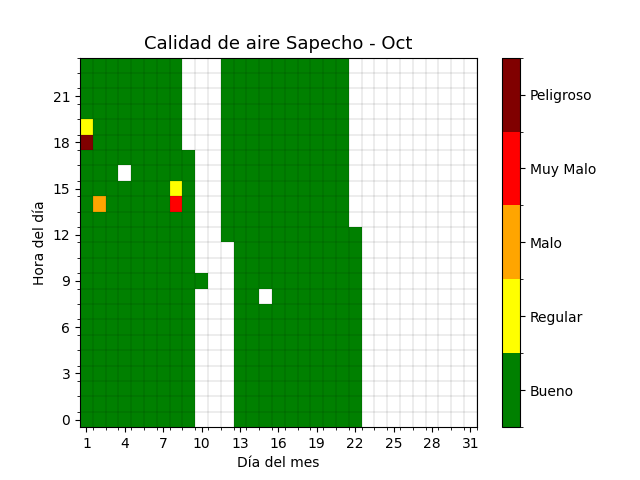 Calidad de aire Sapecho - Oct
21
18
15
12
9
6
3
0
Hora del día
1 4 7 10 13 16 19 22 25 28 31
Día del mes
Peligroso
Muy Malo
Malo
Regular
Bueno